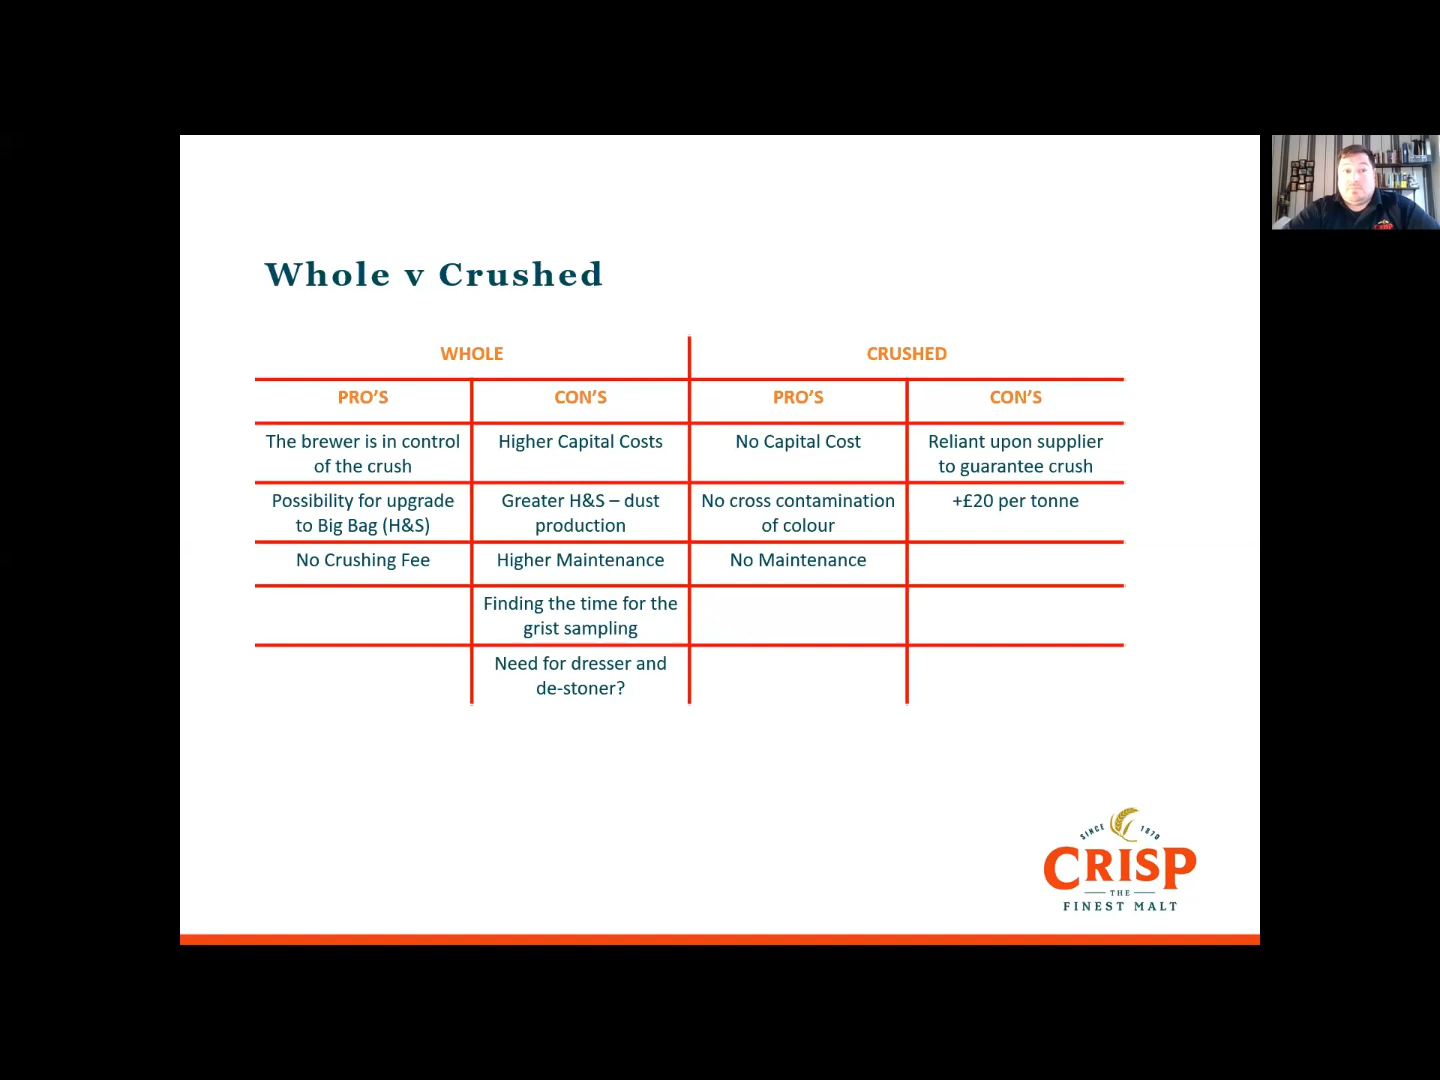 Whole v Crushed
WHOLE
CRUSHED
PRO'S
CON'S
PRO'S
CON'S
The brewer is in control
of the crush
Higher Capital Costs
No Capital Cost
Reliant upon supplier
to guarantee crush
Possibility for upgrade
to Big Bag (H&S)
Greater H&S – dust
production
No cross contamination
of colour
+£20 per tonne
No Crushing Fee
Higher Maintenance
No Maintenance
Finding the time for the
grist sampling
Need for dresser and
de-stoner?
SINCE 1870
CRISP
THE
FINEST MALT